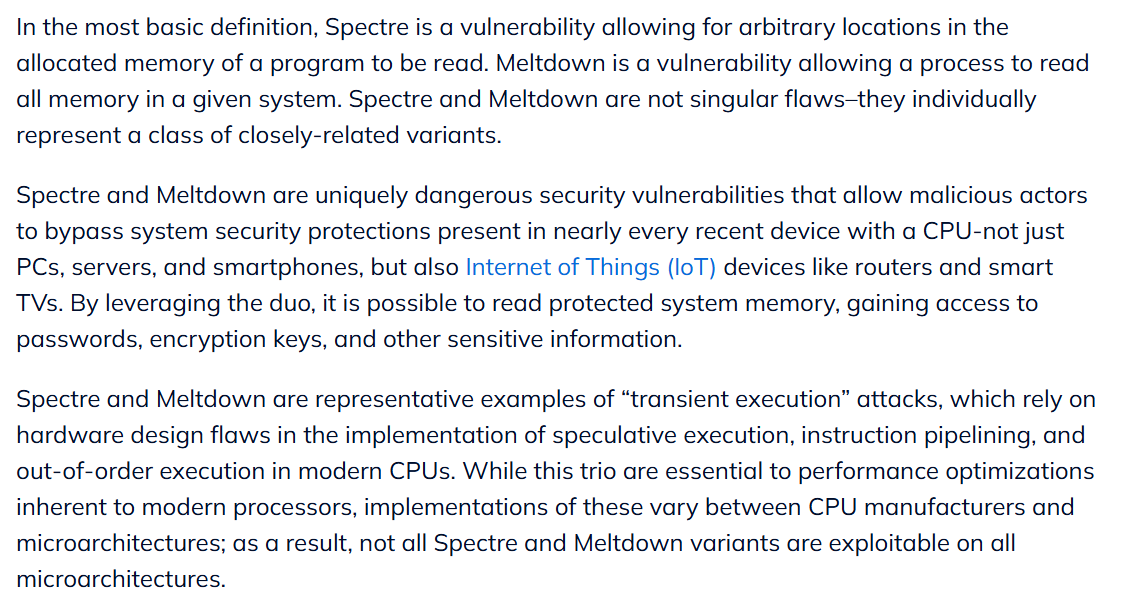 In the most basic definition, Spectre is a vulnerability allowing for arbitrary locations in the
allocated memory of a program to be read. Meltdown is a vulnerability allowing a process to read
all memory in a given system. Spectre and Meltdown are not singular flaws–they individually
represent a class of closely-related variants.
Spectre and Meltdown are uniquely dangerous security vulnerabilities that allow malicious actors
to bypass system security protections present in nearly every recent device with a CPU-not just
PCs, servers, and smartphones, but also Internet of Things (IoT) devices like routers and smart
TVs. By leveraging the duo, it is possible to read protected system memory, gaining access to
passwords, encryption keys, and other sensitive information.
Spectre and Meltdown are representative examples of “transient execution” attacks, which rely on
hardware design flaws in the implementation of speculative execution, instruction pipelining, and
out-of-order execution in modern CPUs. While this trio are essential to performance optimizations
inherent to modern processors, implementations of these vary between CPU manufacturers and
microarchitectures; as a result, not all Spectre and Meltdown variants are exploitable on all
microarchitectures.